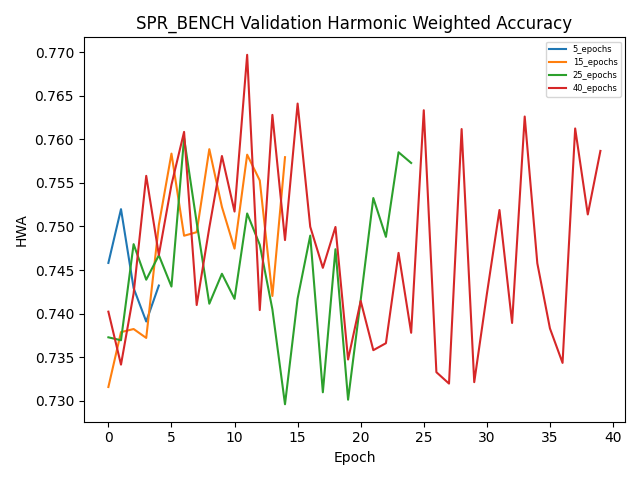 SPR_BENCH Validation Harmonic Weighted Accuracy
5_epochs
15_epochs
25_epochs
40_epochs
HWA
0.770
0.765
0.760
0.755
0.750
0.745
0.740
0.735
0.730
0 5 10 15 20 25 30 35 40
Epoch